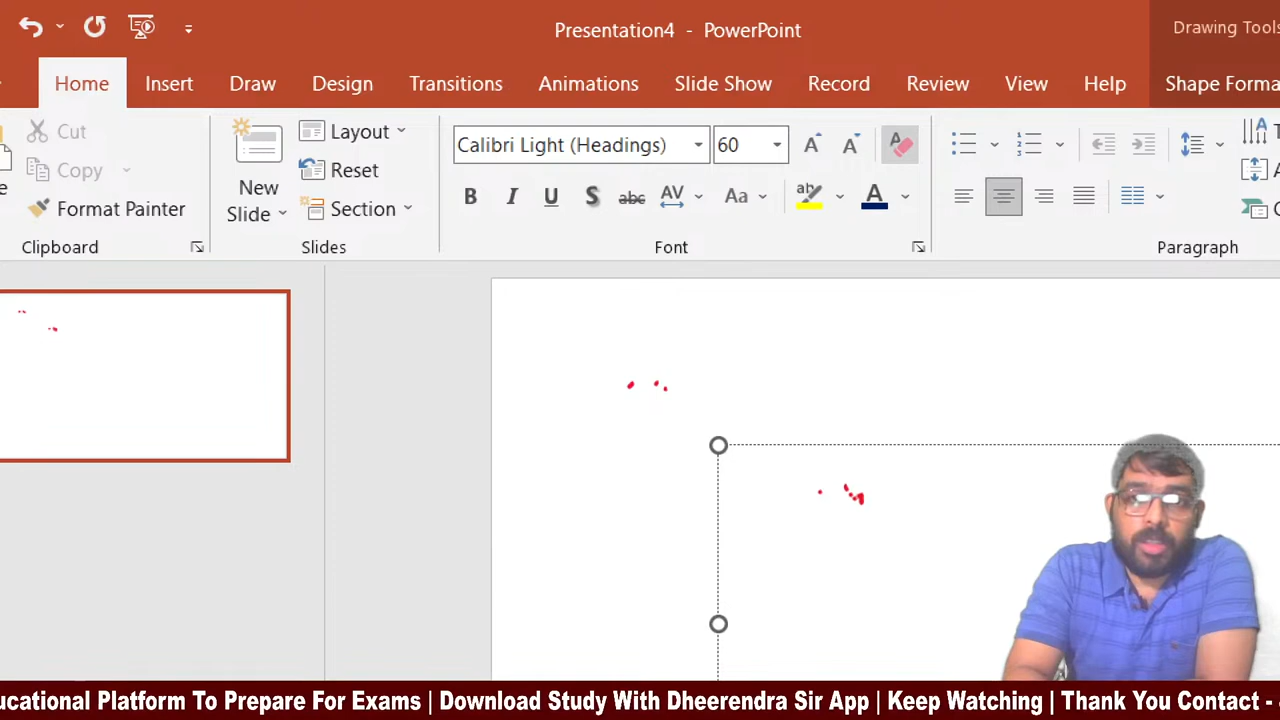 Presentation4 - PowerPoint
Drawing Tools
Home Insert Draw Design Transitions Animations Slide Show Record Review View Help Shape Forma
Cut
Copy
Format Painter
Clipboard
New Slide
Layout
Reset
Section
Slides
Calibri Light (Headings) 60
B I U S abc AV Aa ab A
Font
Paragraph
ucational Platform To Prepare For Exams | Download Study With Dheerendra Sir App | Keep Watching | Thank You Contact -